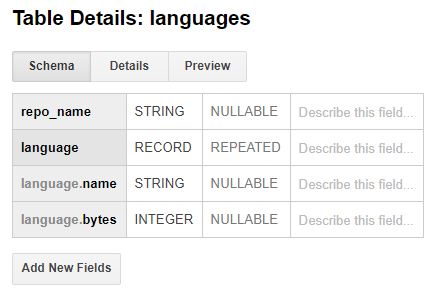 Table Details: languages
Schema Details Preview
repo_name STRING NULLABLE Describe this field...
language RECORD REPEATED Describe this field...
language.name STRING NULLABLE Describe this field...
language.bytes INTEGER NULLABLE Describe this field...
Add New Fields